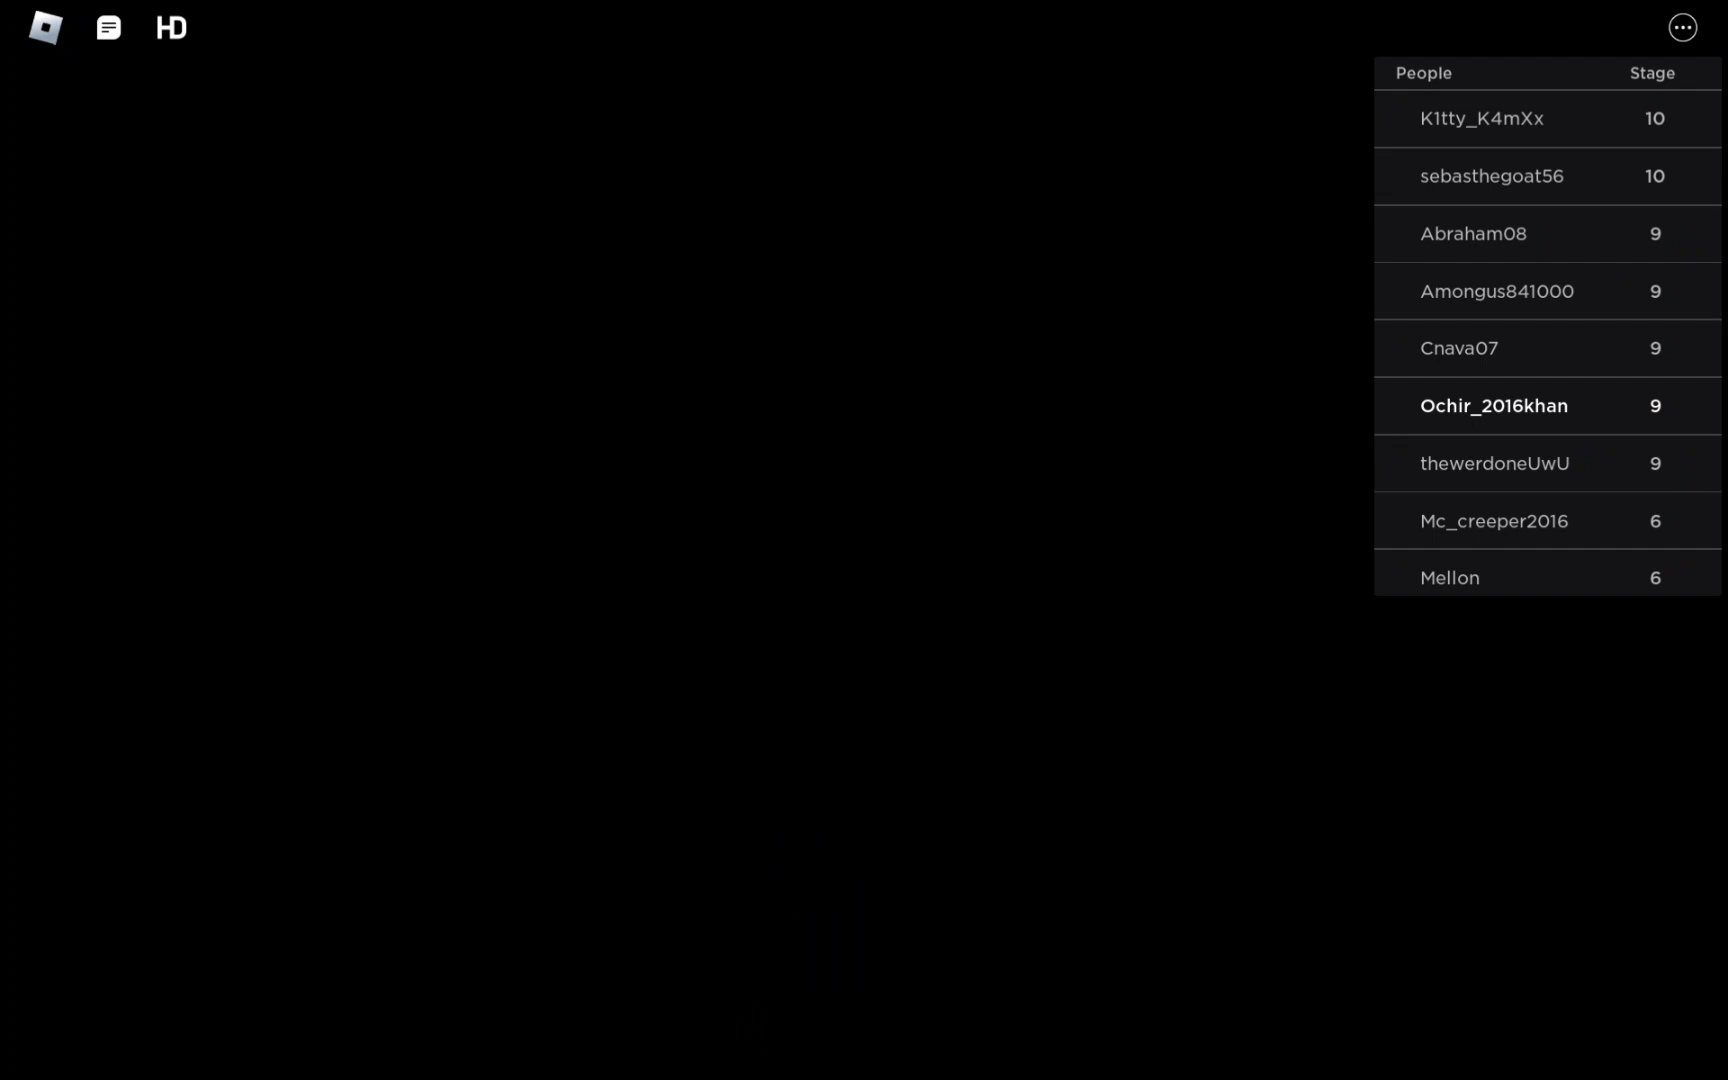 HD
People Stage
K1tty_K4mXx 10
sebasthegoat56 10
Abraham08 9
Amongus841000 9
Cnava07 9
Ochir_2016khan 9
thewerdoneUwU 9
Mc_creeper2016 6
Mellon 6